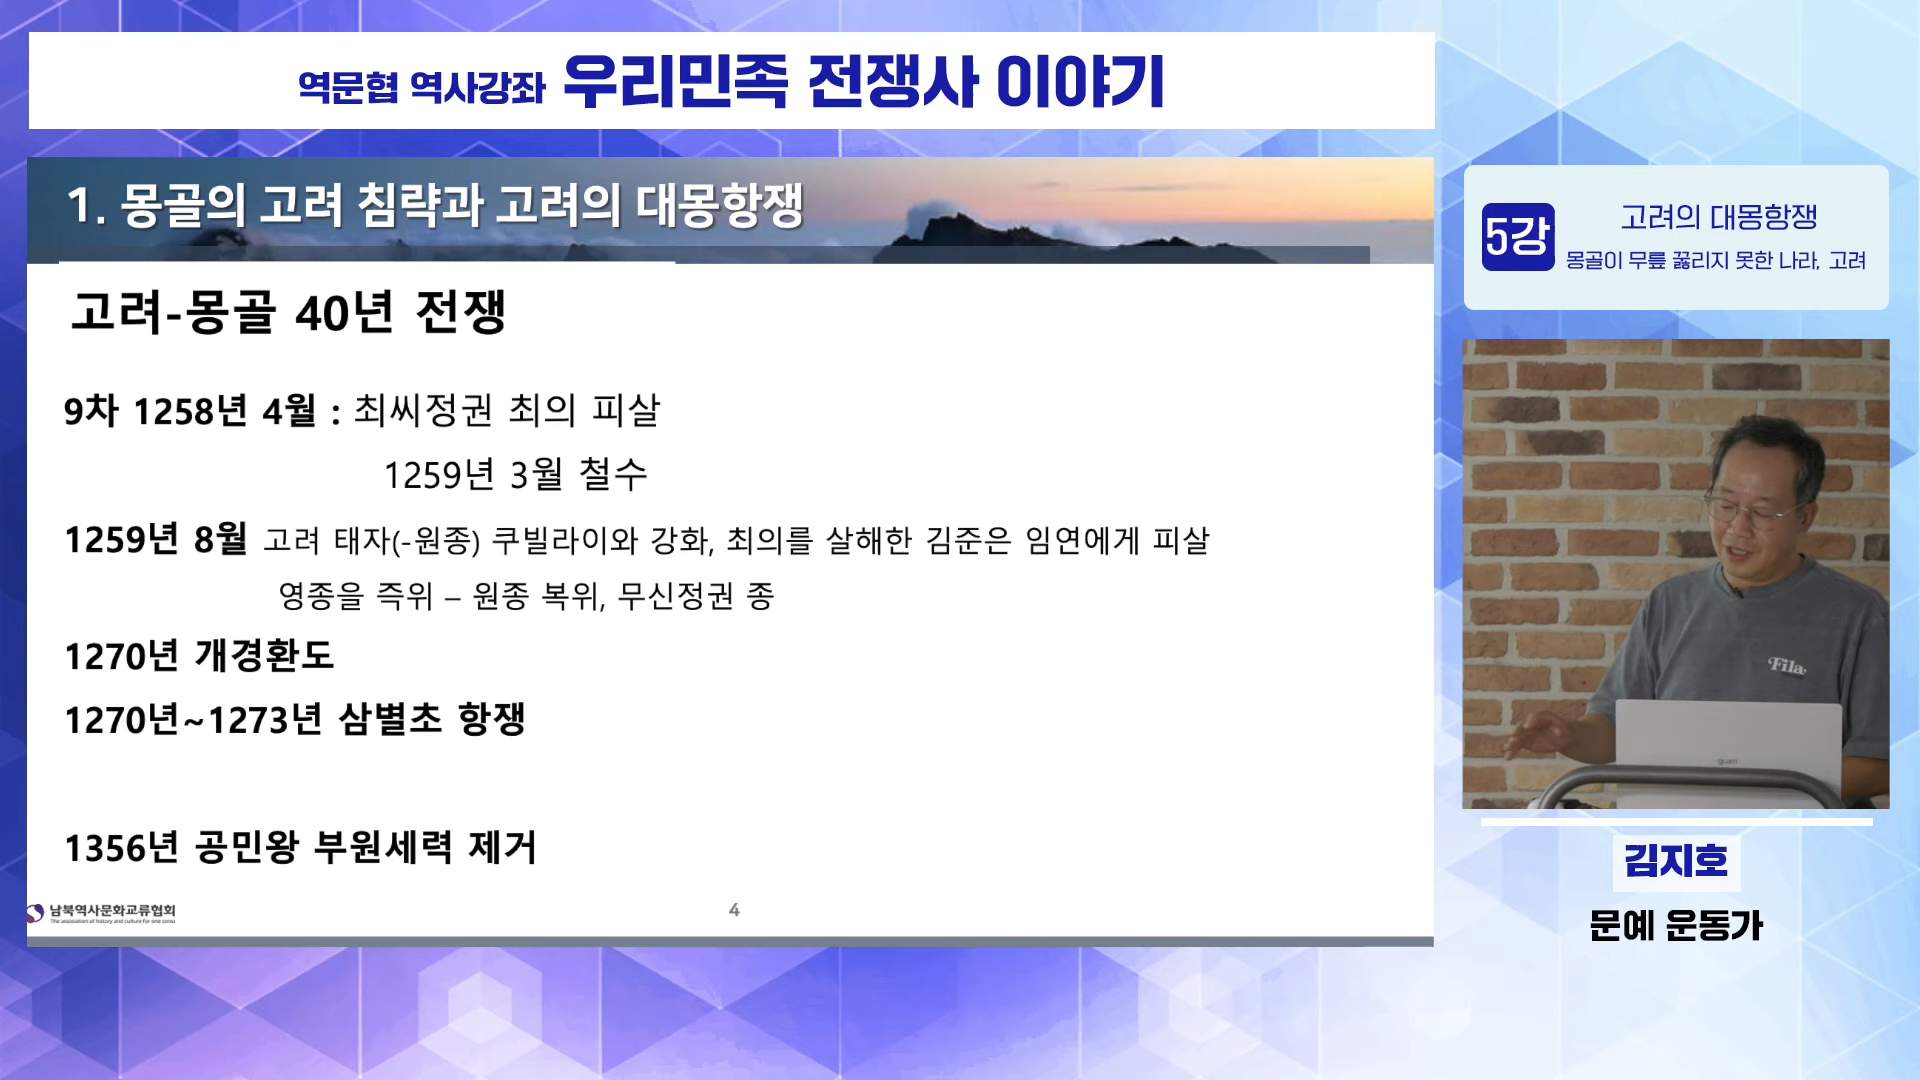 역문협 역사강좌 우리민족 전쟁사 이야기
1. 몽골의 고려 침략과 고려의 대몽항쟁
고려-몽골 40년 전쟁
9차 1258년 4월 : 최씨정권 최의 피살
1259년 3월 철수
1259년 8월 고려 태자(-원종) 쿠빌라이와 강화, 최의를 살해한 김준은 임연에게 피살
영종을 즉위 – 원종 복위, 무신정권 종
1270년 개경환도
1270년~1273년 삼별초 항쟁
1356년 공민왕 부원세력 제거
남북역사문화교류협회
The association of history and culture for one korea
4
5강
고려의 대몽항쟁
몽골이 무릎 꿇리지 못한 나라, 고려
Fila
gram
김지호
문예 운동가